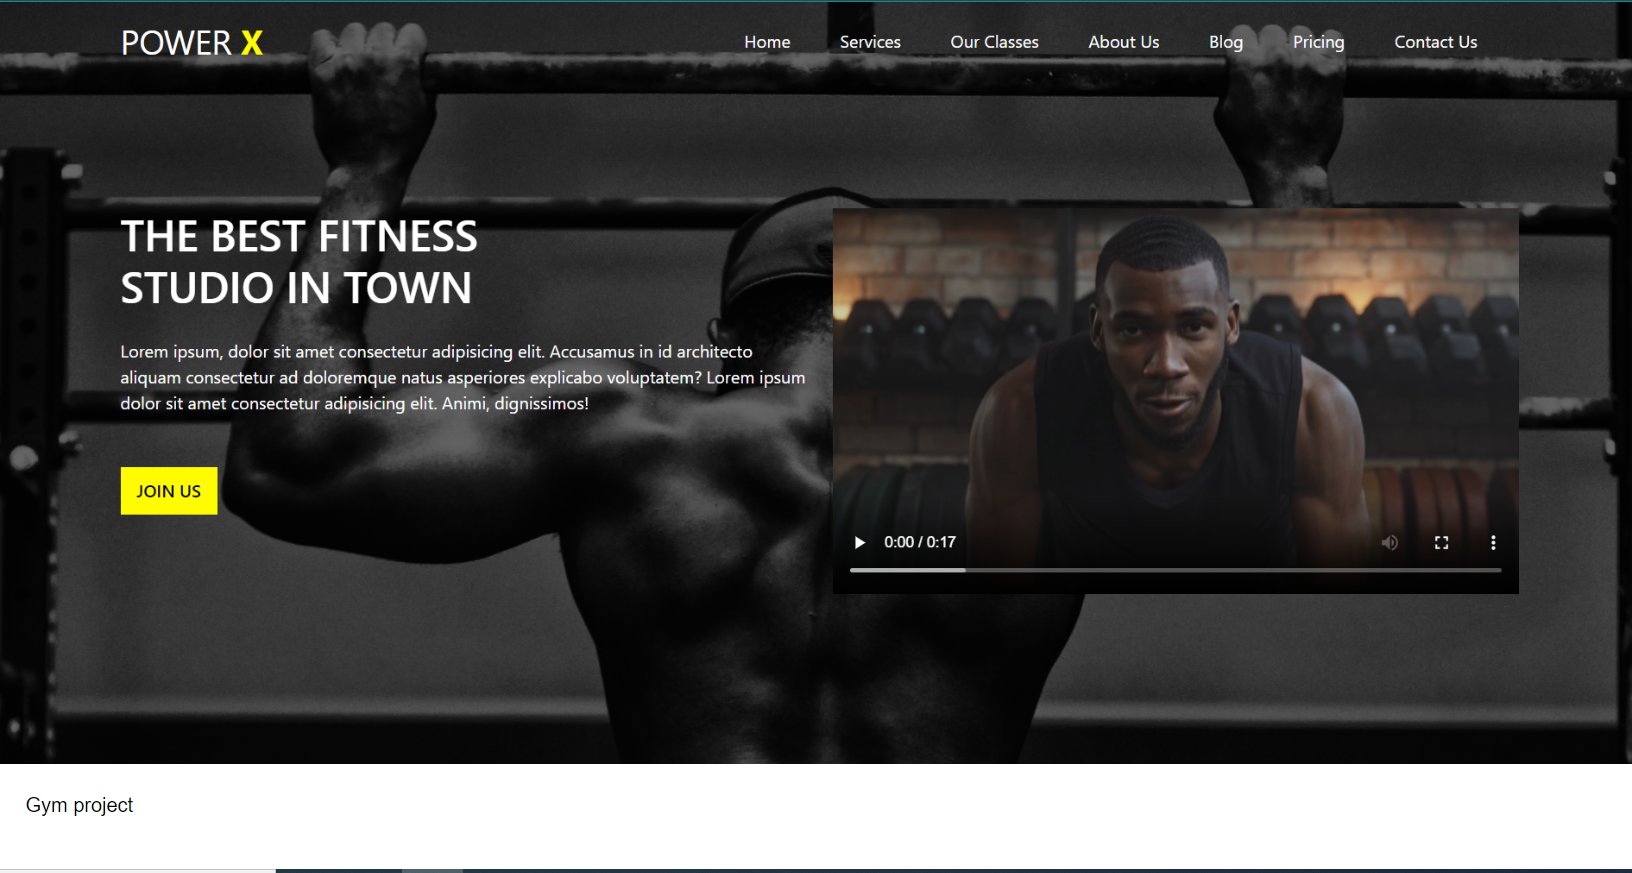 POWER X
Home Services Our Classes About Us Blog Pricing Contact Us
THE BEST FITNESS
STUDIO IN TOWN
Lorem ipsum, dolor sit amet consectetur adipisicing elit. Accusamus in id architecto
aliquam consectetur ad doloremque natus asperiores explicabo voluptatem? Lorem ipsum
dolor sit amet consectetur adipisicing elit. Animi, dignissimos!
JOIN US
0:00 / 0:17
Gym project